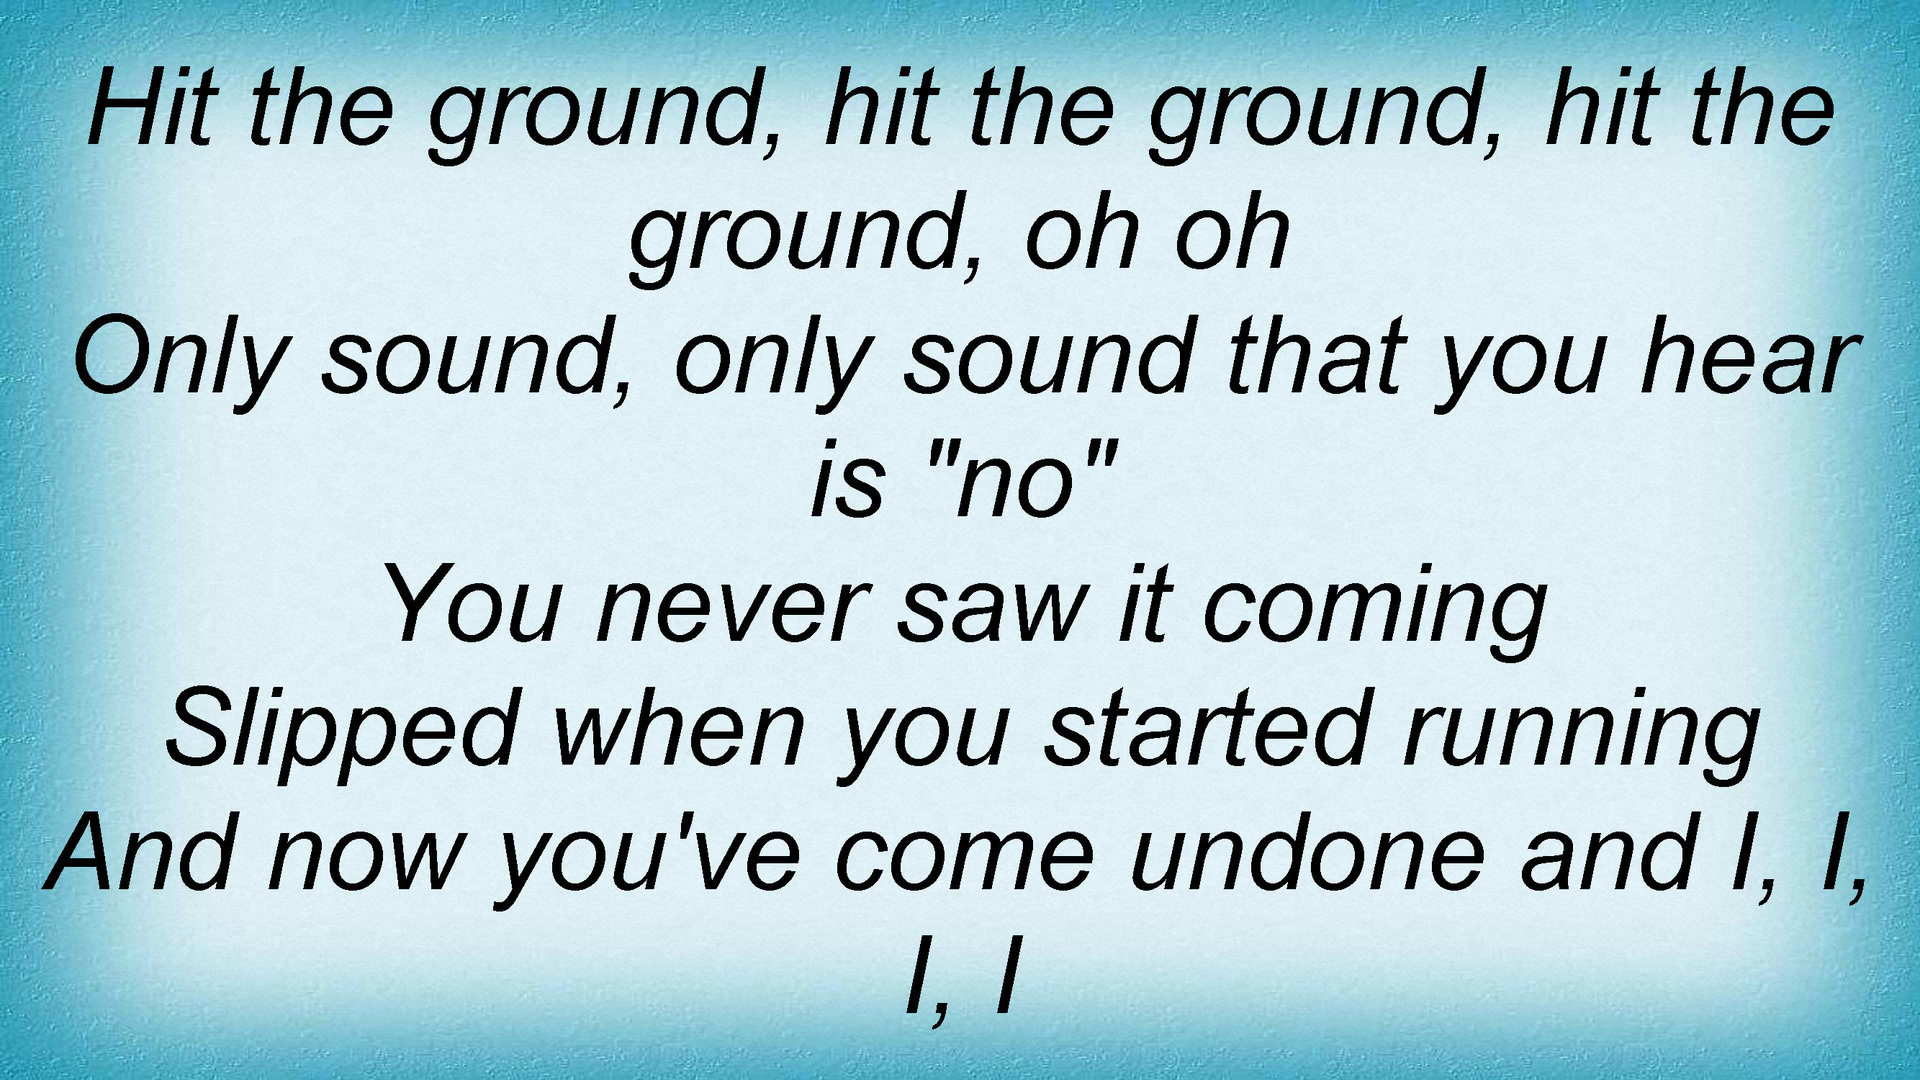 Hit the ground, hit the ground, hit the
ground, oh oh
Only sound, only sound that you hear
is "no"
You never saw it coming
Slipped when you started running
And now you've come undone and I, I,
I, I